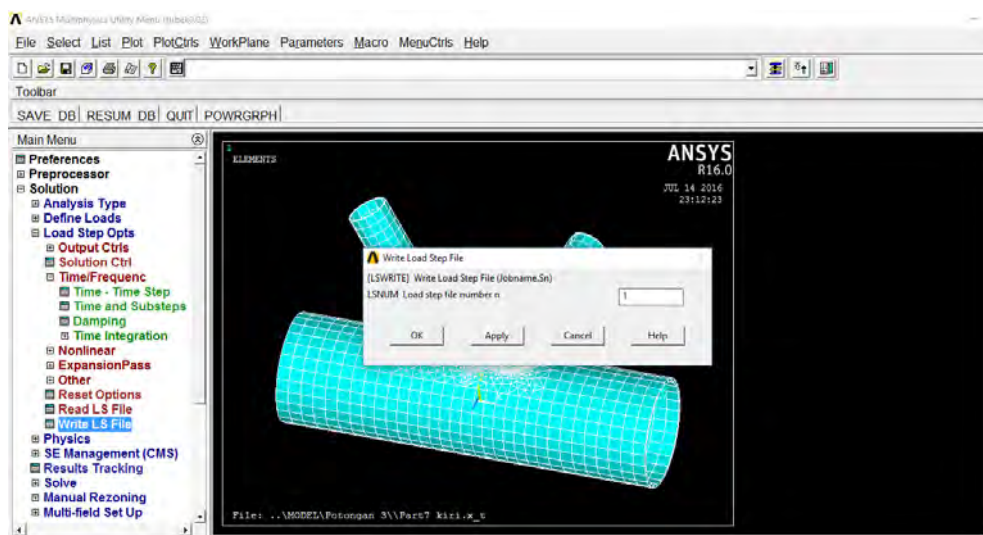 ANSYS Multiphysics Utility Menu
File Select List Plot PlotCtrls WorkPlane Parameters Macro MenuCtrls Help
Toolbar
SAVE_DB RESUM_DB QUIT POWRGRPH
Main Menu
Preferences
Preprocessor
Solution
Analysis Type
Define Loads
Load Step Opts
Output Ctrls
Solution Ctrl
Time/Frequenc
Time - Time Step
Time and Substeps
Damping
Time Integration
Nonlinear
ExpansionPass
Other
Reset Options
Read LS File
Write LS File
Physics
SE Management (CMS)
Results Tracking
Solve
Manual Rezoning
Multi-field Set Up
1
ELEMENTS
ANSYS
R16.0
JUL 14 2016
23:12:23
Write Load Step File
[LSWRITE] Write Load Step File (Jobname.Sn)
LSNUM Load step file number n
1
OK Apply Cancel Help
File: ..\MODEL\Potongan 3\\Part7 kiri.x_t